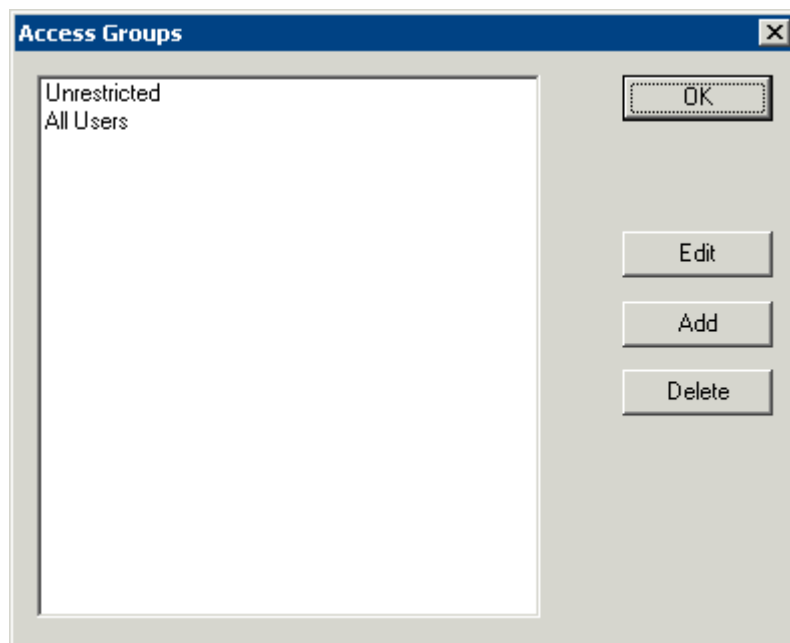 Access Groups
Unrestricted
All Users
OK
Edit
Add
Delete